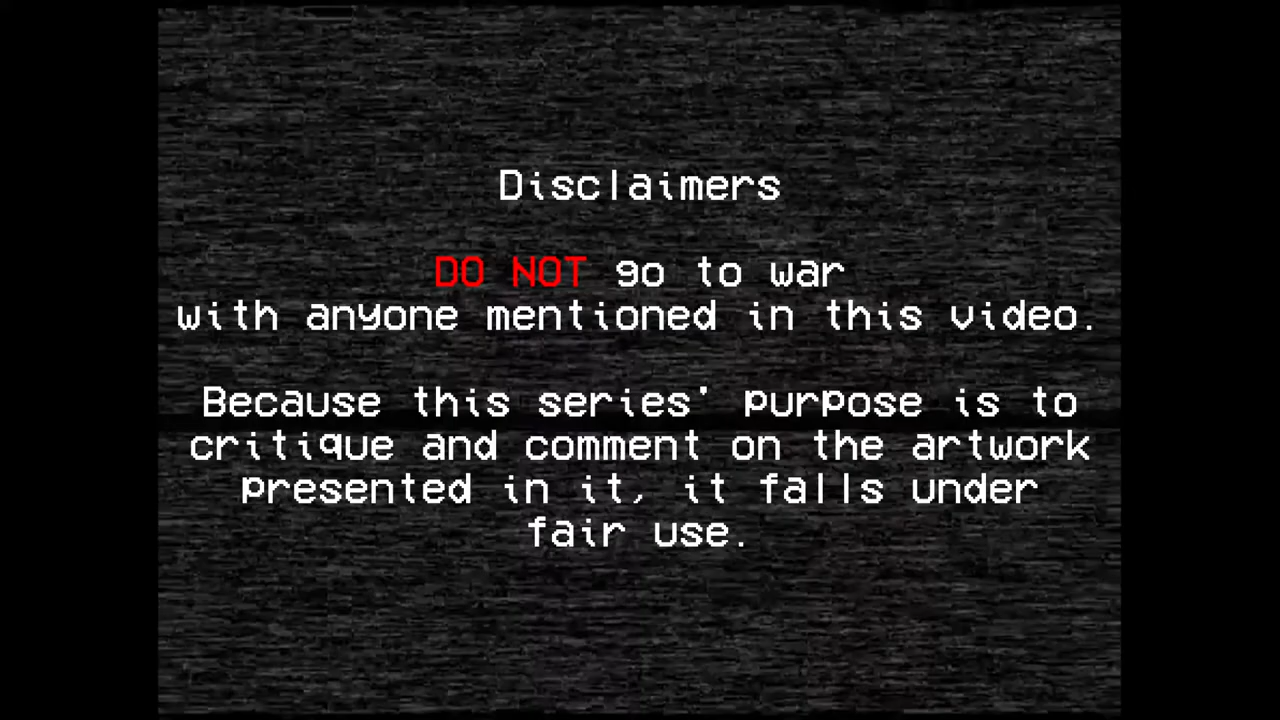 Disclaimers
DO NOT go to war
with anyone mentioned in this video.
Because this series' purpose is to
critique and comment on the artwork
presented in it, it falls under
fair use.